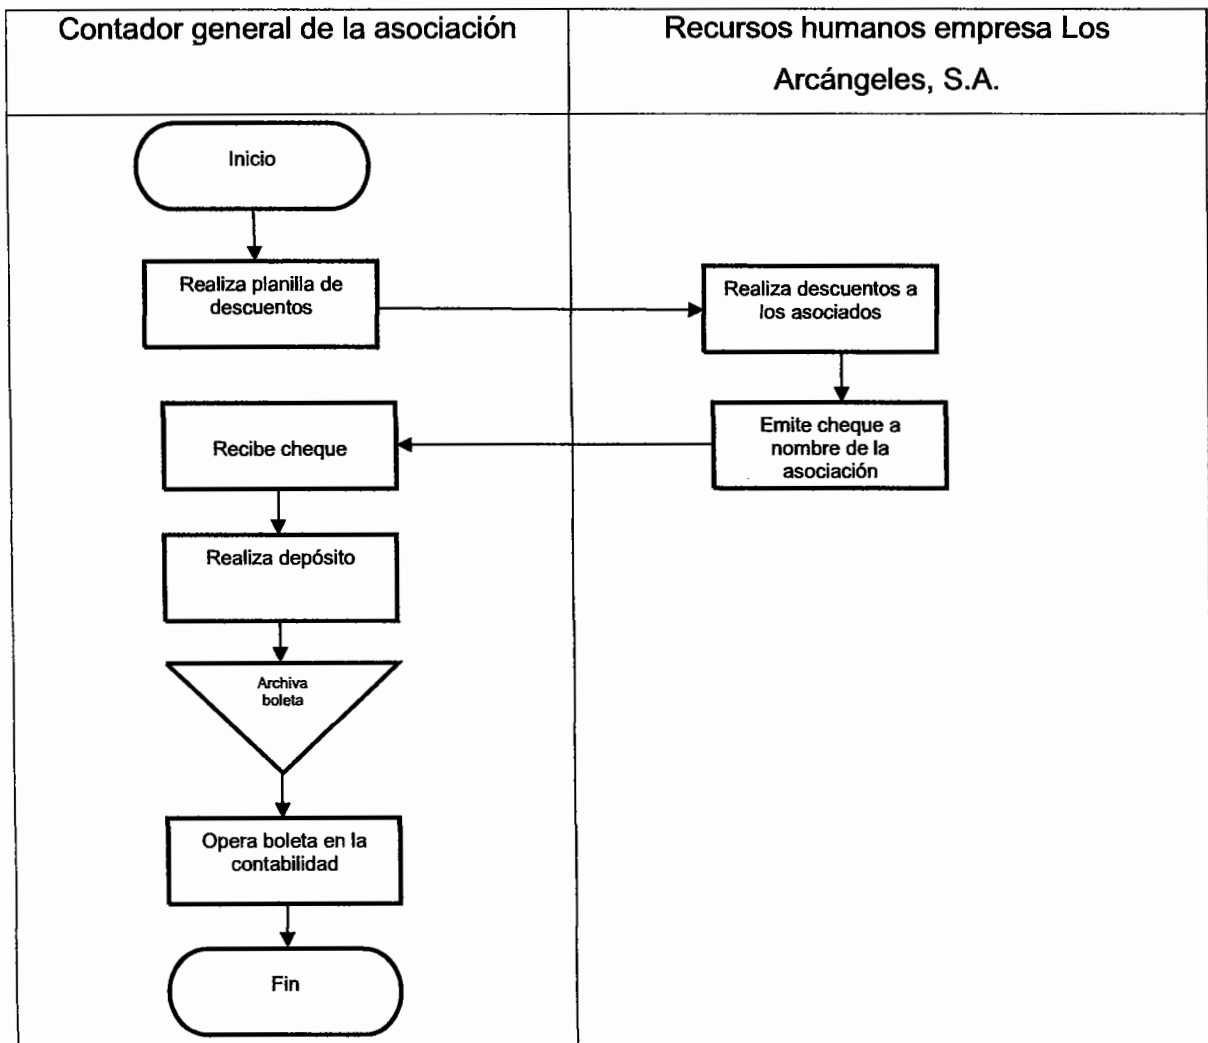 Contador general de la asociación
Recursos humanos empresa Los
Arcángeles, S.A.
Inicio
Realiza planilla de
descuentos
Realiza descuentos a
los asociados
Emite cheque a
nombre de la
asociación
Recibe cheque
Realiza depósito
Archiva
boleta
Opera boleta en la
contabilidad
Fin